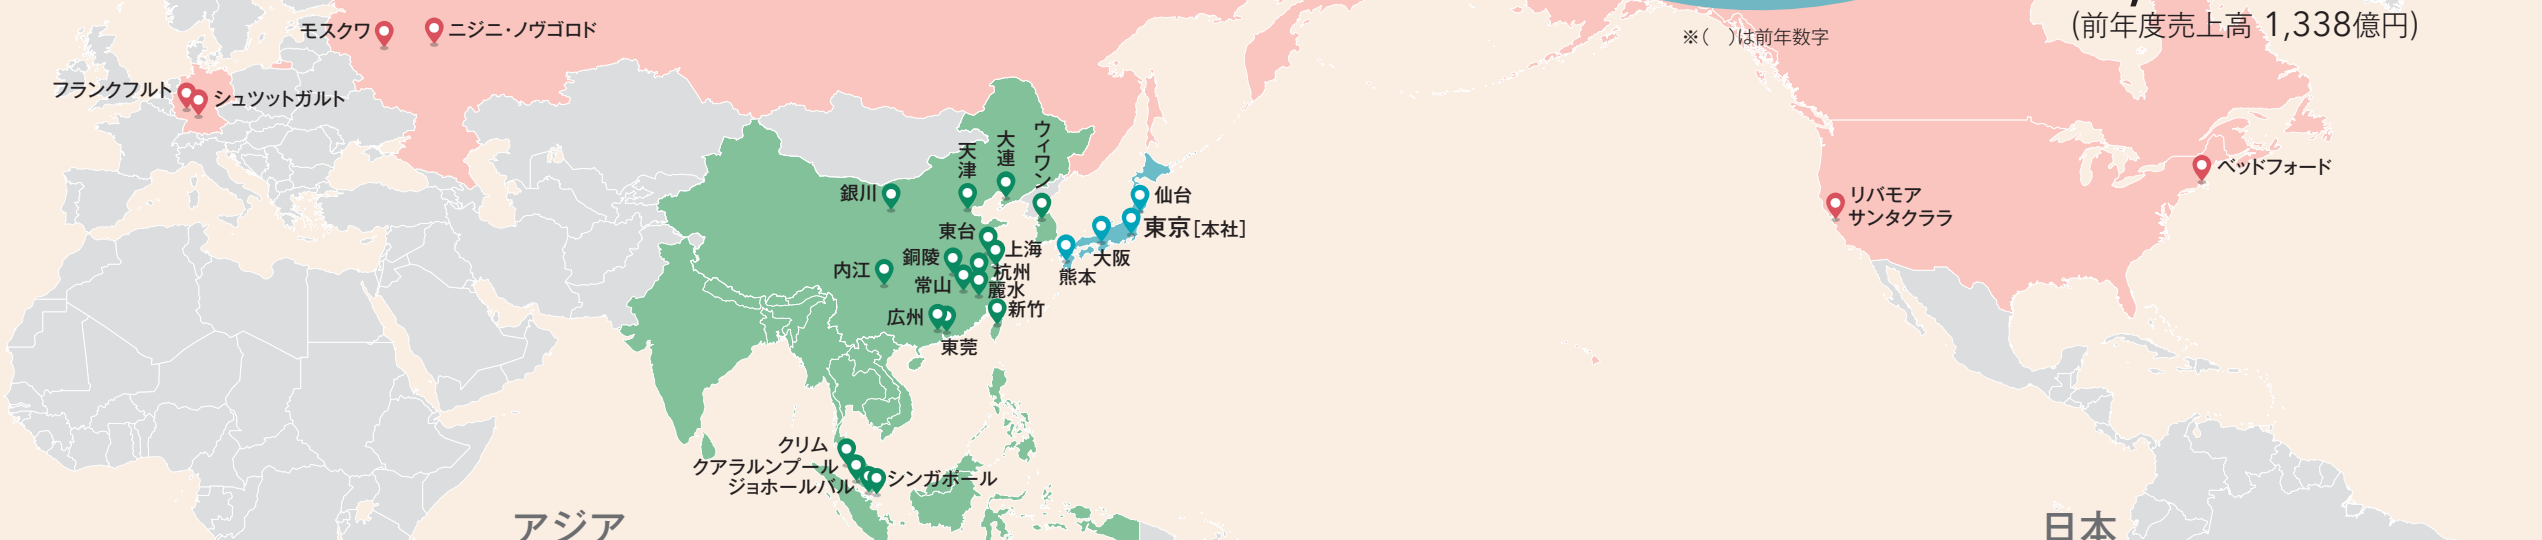 モスクワ
ニジニ・ノヴゴロド
※(　)は前年数字
(前年度売上高 1,338億円)
フランクフルト
シュツットガルト
天津
大連
ウィワン
銀川
仙台
東京[本社]
東台
上海
大阪
熊本
銅陵
内江
杭州
常山
麗水
広州
新竹
東莞
ベッドフォード
リバモア
サンタクララ
クリム
クアラルンプール
ジョホールバル
シンガポール
アジア
日本